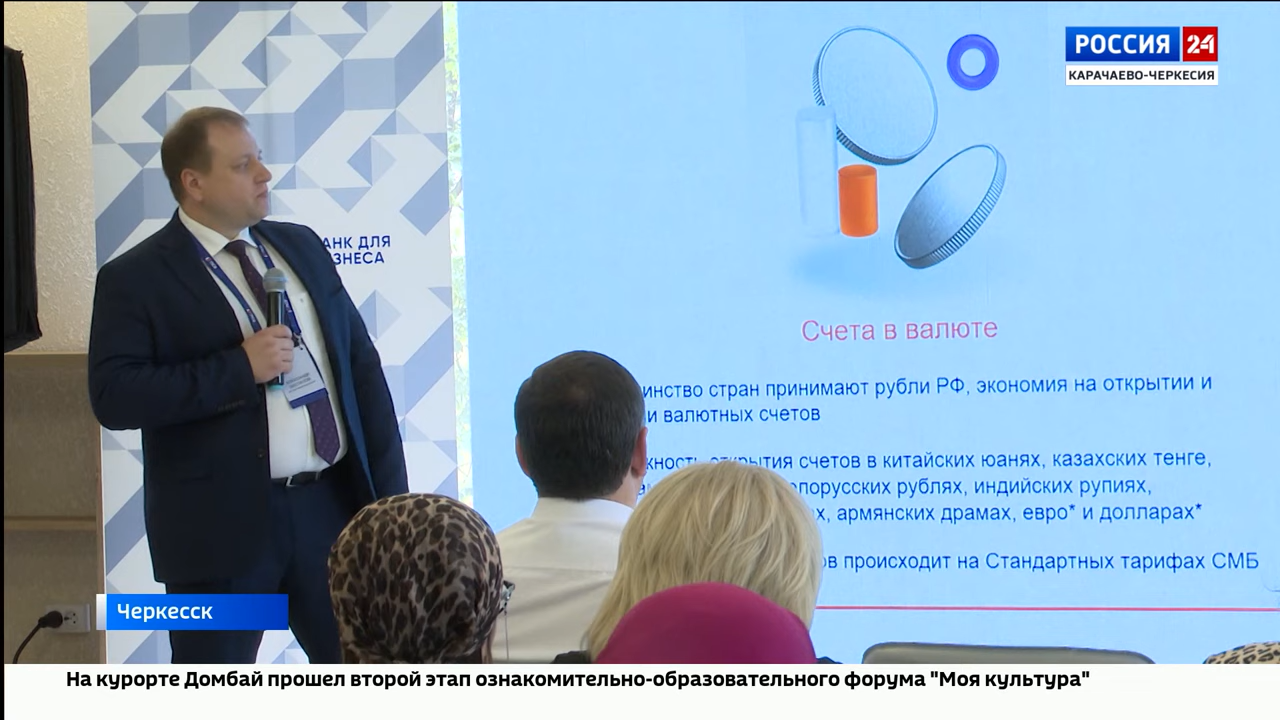 РОССИЯ 24
КАРАЧАЕВО-ЧЕРКЕСИЯ
АНК ДЛЯ
ЗНЕСА
Счета в валюте
инство стран принимают рубли РФ, экономия на открытии и
и валютных счетов
жность открытия счетов в китайских юанях, казахских тенге,
лорусских рублях, индийских рупиях,
х, армянских драмах, евро* и долларах*
ов происходит на Стандартных тарифах СМБ
Черкесск
На курорте Домбай прошел второй этап ознакомительно-образовательного форума "Моя культура"